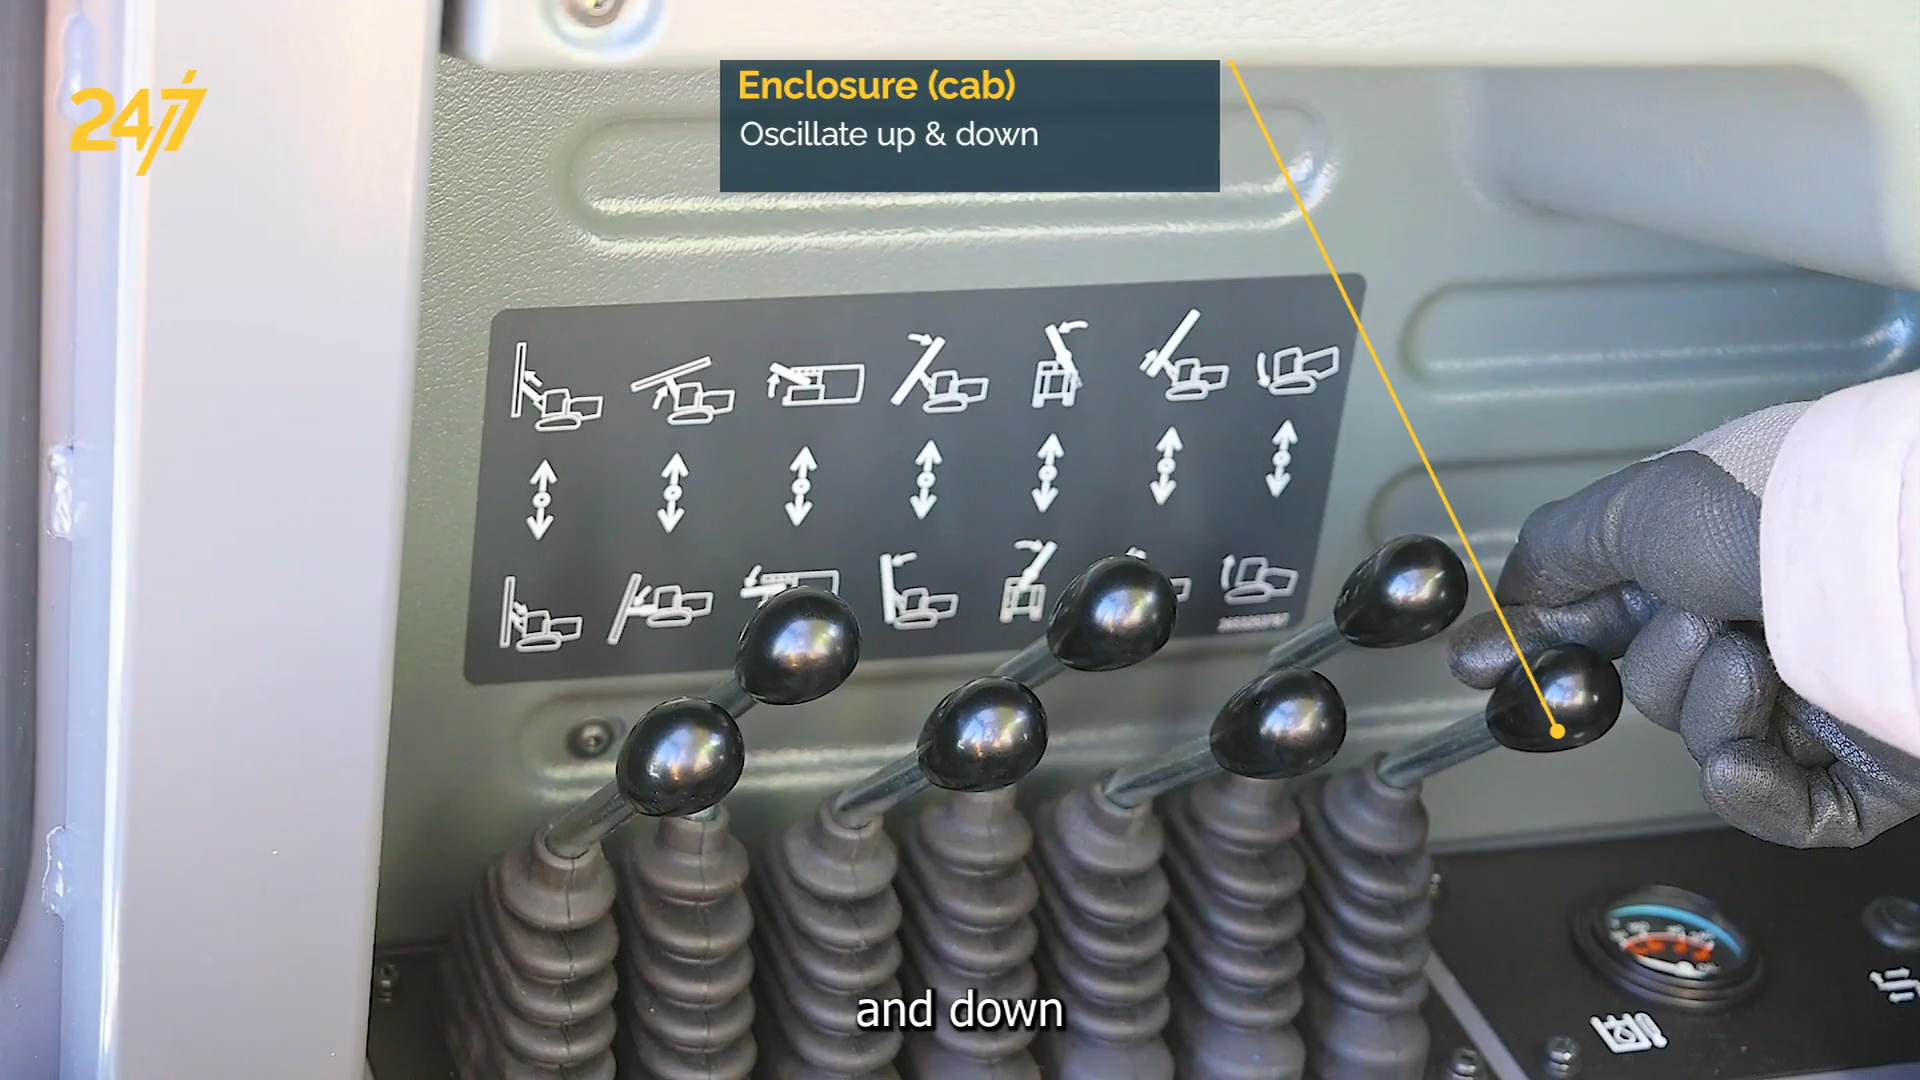 24/7
Enclosure (cab)
Oscillate up & down
and down